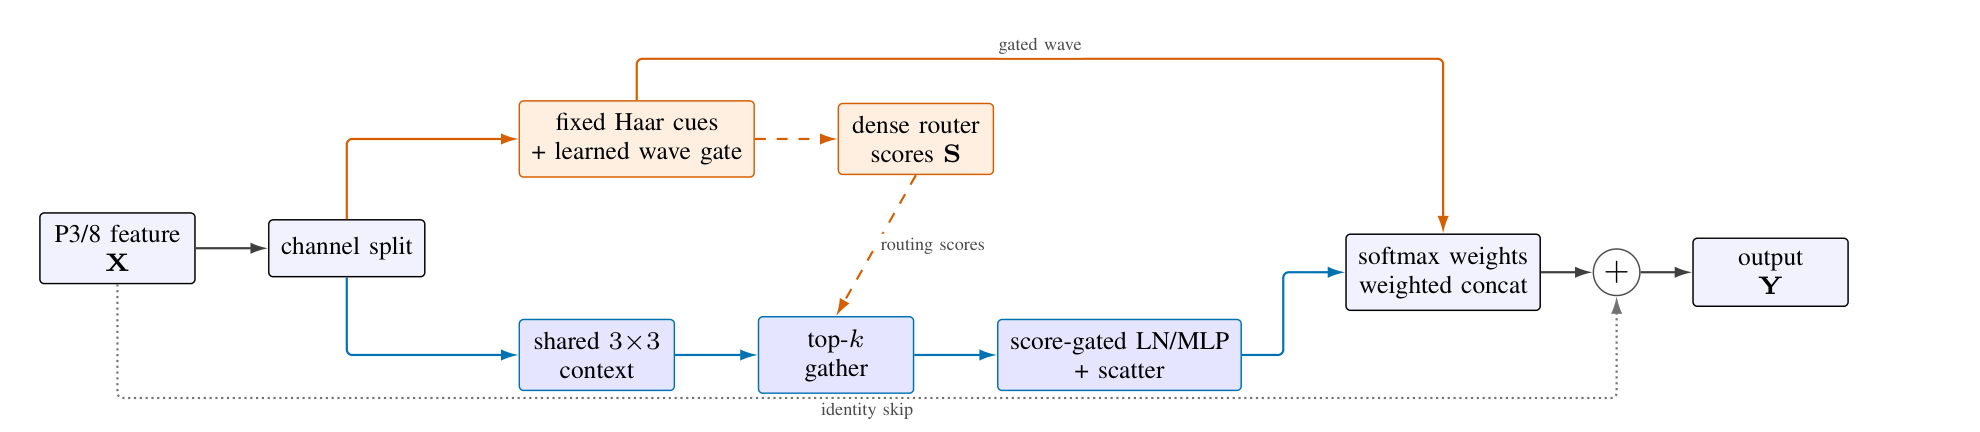 gated wave
fixed Haar cues
+ learned wave gate
dense router
scores S
P3/8 feature
X
channel split
routing scores
softmax weights
weighted concat
+
output
Y
shared 3×3
context
top-k
gather
score-gated LN/MLP
+ scatter
identity skip